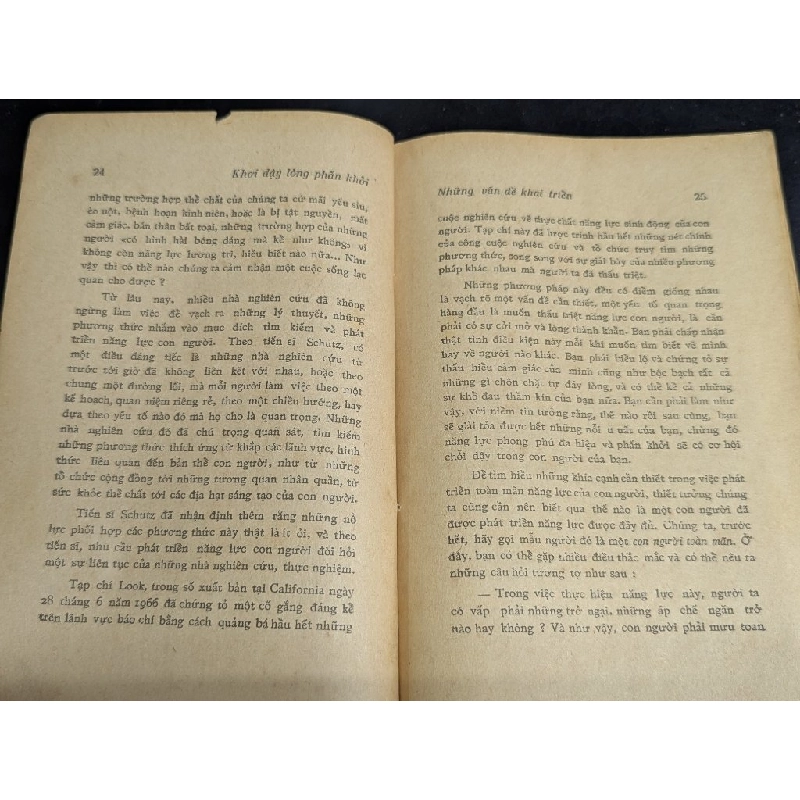 24 Khơi dậy lòng phấn khởi
những trường hợp thể chất của chúng ta cứ mãi yếu sìu,
èo nột, bệnh hoạn kinh niên, hoặc là bị tật nguyền, mất
cảm giác, bần thần bất toại, những trường hợp của những
người «có hình hài bóng dáng mà kể như không» vì
không còn năng lực lương tri, hiểu biết nào nữa... Như
vậy thì có thể nào chúng ta cảm nhận một cuộc sống lạc
quan cho được ?
Từ lâu nay, nhiều nhà nghiên cứu đã không
ngừng làm việc để vạch ra những lý thuyết, những
phương thức nhắm vào mục đích tìm kiếm và phát
triển năng lực con người. Theo tiến sĩ Schutz, có
một điều đáng tiếc là những nhà nghiên cứu từ
trước tới giờ đã không liên kết với nhau, hoặc theo
chung một đường lối, mà mỗi người làm việc theo một
kế hoạch, quan niệm riêng rẽ, theo một chiều hướng, hay
dựa theo yếu tố nào đó mà họ cho là quan trọng. Những
nhà nghiên cứu đó đã chú trọng quan sát, tìm kiếm
những phương thức thích ứng từ khắp các lãnh vực, hình
thức liên quan đến bản thể con người, như từ những
tổ chức cộng đồng tới những tương quan nhân quần, từ
sức khỏe thể chất tới các địa hạt sáng tạo của con người.
Tiến sĩ Schutz đã nhận định thêm rằng những nỗ
lực phối hợp các phương thức này thật là ít ỏi, và theo
tiến sĩ, nhu cầu phát triển năng lực con người đòi hỏi
một sự liên tục của những nhà nghiên cứu, thực nghiệm.
Tạp chí Look, trong số xuất bản tại California ngày
28 tháng 6 năm 1966 đã chứng tỏ một cố gắng đáng kể
trên lãnh vực báo chí bằng cách quảng bá hầu hết những
Những vấn đề khai triển 25
cuộc nghiên cứu về thực chất năng lực sinh động của con
người. Tạp chí này đã lược trình hầu hết những nét chính
của công cuộc nghiên cứu và tổ chức truy tìm những
phương thức, song song với sự giãi bày của nhiều phương
pháp khác nhau mà người ta đã thấu triệt.
Những phương pháp này đều có điểm giống nhau
là vạch rõ một vấn đề cần thiết, một yếu tố quan trọng
hàng đầu là muốn thấu triệt năng lực con người, là cần
phải có sự cởi mở và lòng thành khẩn. Bạn phải chấp nhận
thật tình điều kiện này mỗi khi muốn, tìm biết về mình
hay về người nào khác. Bạn phải biểu lộ và chứng tỏ sự
thấu hiểu cảm giác của mình cũng như bộc bạch tất cả
những gì chôn chặt tự đáy lòng, và có thể kể cả những
sự khổ đau thầm kín của bạn nữa. Bạn cần phải làm như
vậy, với niềm tin tưởng rằng, thế nào rồi sau cùng, bạn
sẽ giải tỏa được hết những nỗi u uất của bạn, chừng đó
năng lực phong phú đa hiệu và phấn khởi sẽ có cơ hội
chỗi dậy trong con người của bạn.
Để tìm hiểu những khía cạnh cần thiết trong việc phát
triển toàn mãn năng lực của con người, thiết tưởng chúng
ta cũng cần nên biết qua thế nào là một con người đã
được phát triển năng lực được đầy đủ. Chúng ta, trước
hết, hãy gọi mẫu người đó là một con người toàn mãn. Ở
đây, bạn có thể gặp nhiều điều thắc mắc và có thể nêu ra
những câu hỏi tương tợ như sau :
— Trong việc thực hiện năng lực này, người ta
có vấp phải những trở ngại, những áp chế ngăn trở
nào hay không ? Và như vậy, con người phải mưu toan